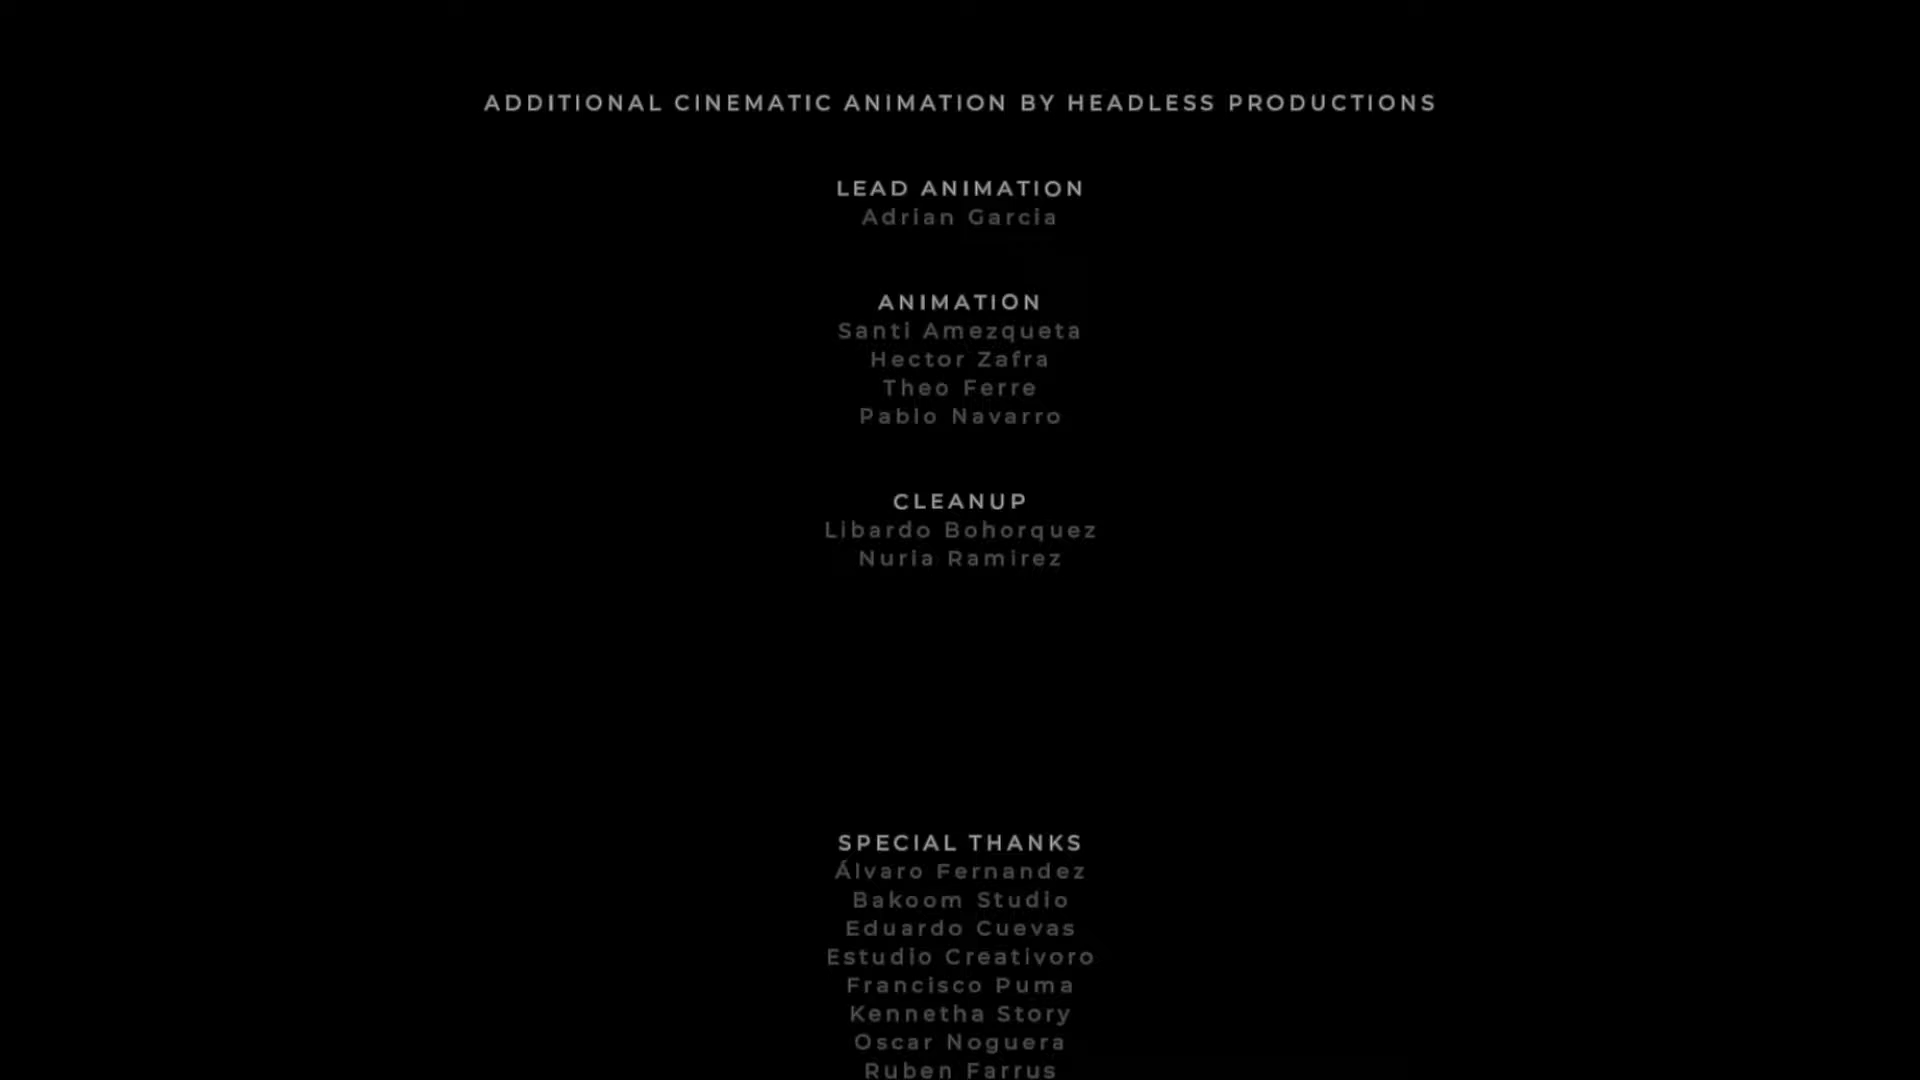 ADDITIONAL CINEMATIC ANIMATION BY HEADLESS PRODUCTIONS
LEAD ANIMATION
Adrian Garcia
ANIMATION
Santi Amezqueta
Hector Zafra
Theo Ferre
Pablo Navarro
CLEANUP
Libardo Bohorquez
Nuria Ramirez
SPECIAL THANKS
Álvaro Fernandez
Bakoom Studio
Eduardo Cuevas
Estudio Creativoro
Francisco Puma
Kennetha Story
Oscar Noguera
Ruben Farrus